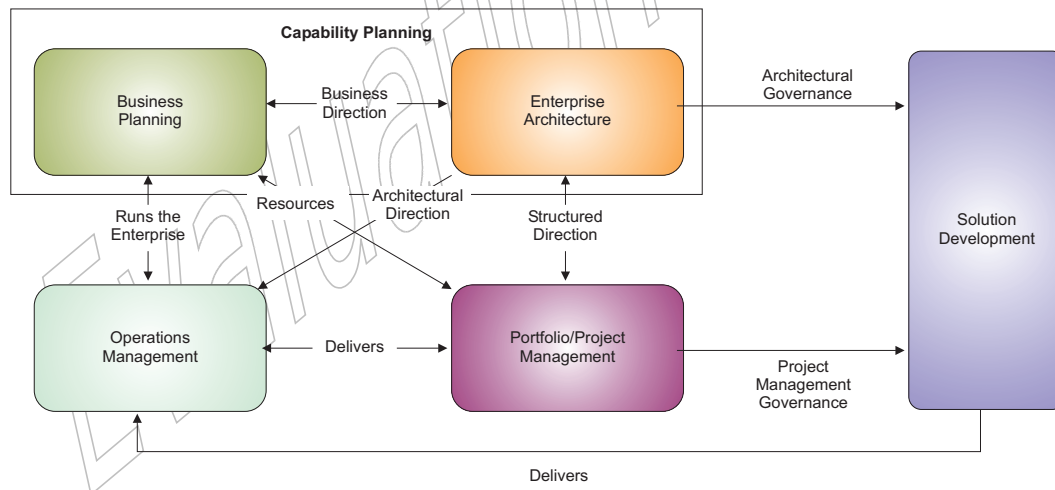 Capability Planning
Business
Planning
Business
Direction
Enterprise
Architecture
Architectural
Governance
Resources
Architectural
Direction
Runs the
Enterprise
Structured
Direction
Solution
Development
Operations
Management
Delivers
Portfolio/Project
Management
Project
Management
Governance
Delivers